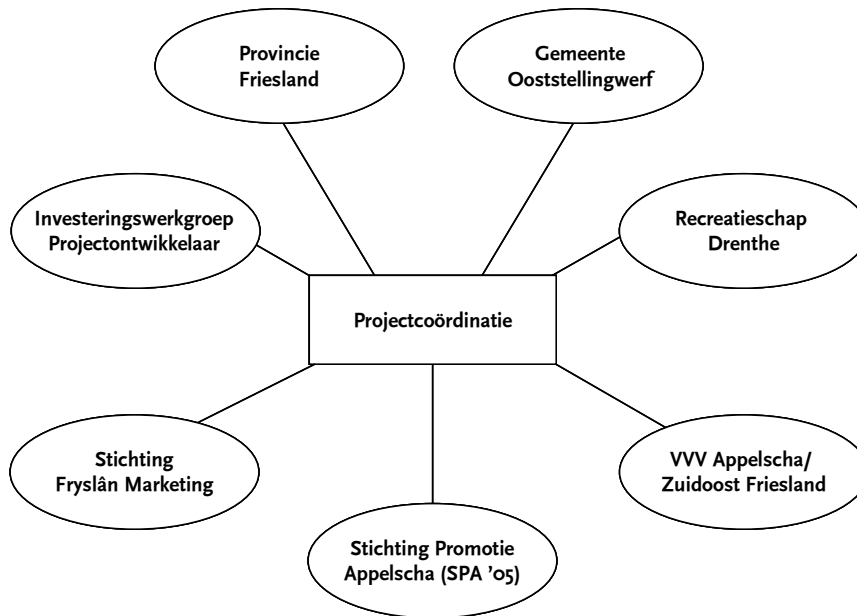 Provincie
Friesland
Gemeente
Ooststellingwerf
Investeringswerkgroep
Projectontwikkelaar
Recreatieschap
Drenthe
Projectcoördinatie
Stichting
Fryslân Marketing
VVV Appelscha/
Zuidoost Friesland
Stichting Promotie
Appelscha (SPA ’05)